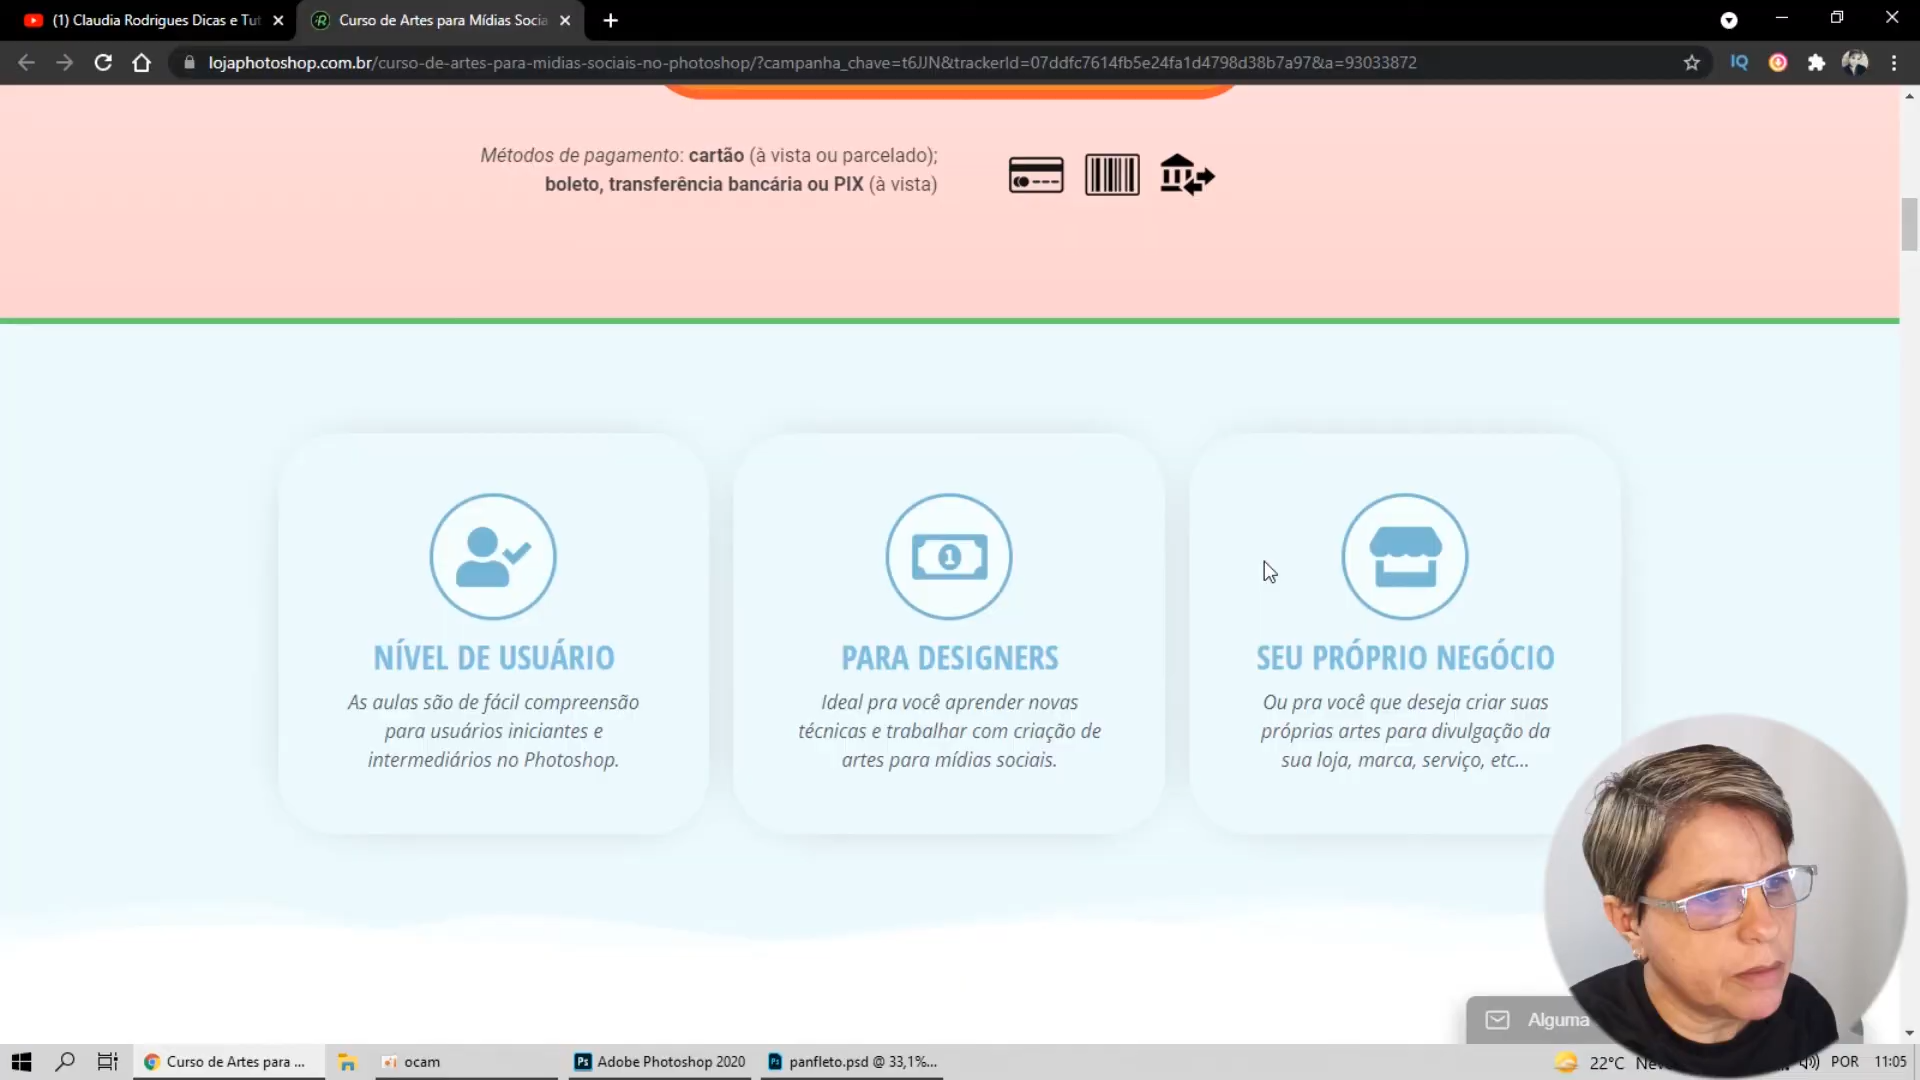 (1) Claudia Rodrigues Dicas e Tut
Curso de Artes para Mídias Socia
lojaphotoshop.com.br/curso-de-artes-para-midias-sociais-no-photoshop/?campanha_chave=t6JJN&trackerId=07ddfc7614fb5e24fa1d4798d38b7a97&a=93033872
IQ
Métodos de pagamento: cartão (à vista ou parcelado);
boleto, transferência bancária ou PIX (à vista)
NÍVEL DE USUÁRIO
As aulas são de fácil compreensão
para usuários iniciantes e
intermediários no Photoshop.
PARA DESIGNERS
Ideal pra você aprender novas
técnicas e trabalhar com criação de
artes para mídias sociais.
SEU PRÓPRIO NEGÓCIO
Ou pra você que deseja criar suas
próprias artes para divulgação da
sua loja, marca, serviço, etc...
Alguma
Curso de Artes para ...
ocam
Adobe Photoshop 2020
panfleto.psd @ 33,1%...
22°C
POR
11:05